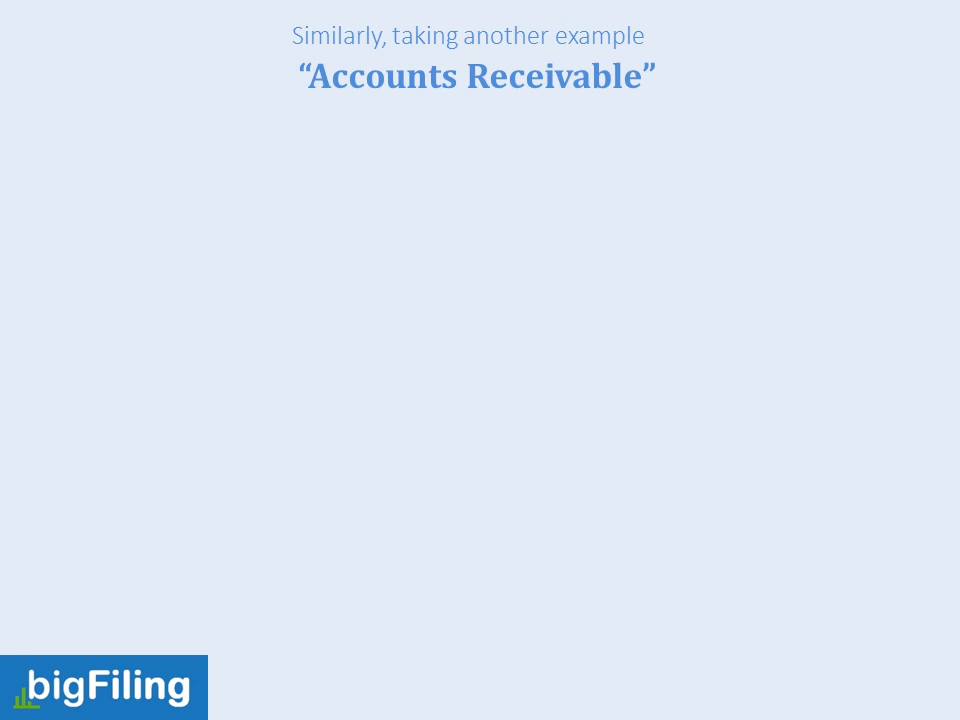 Similarly, taking another example
“Accounts Receivable”
bigFiling